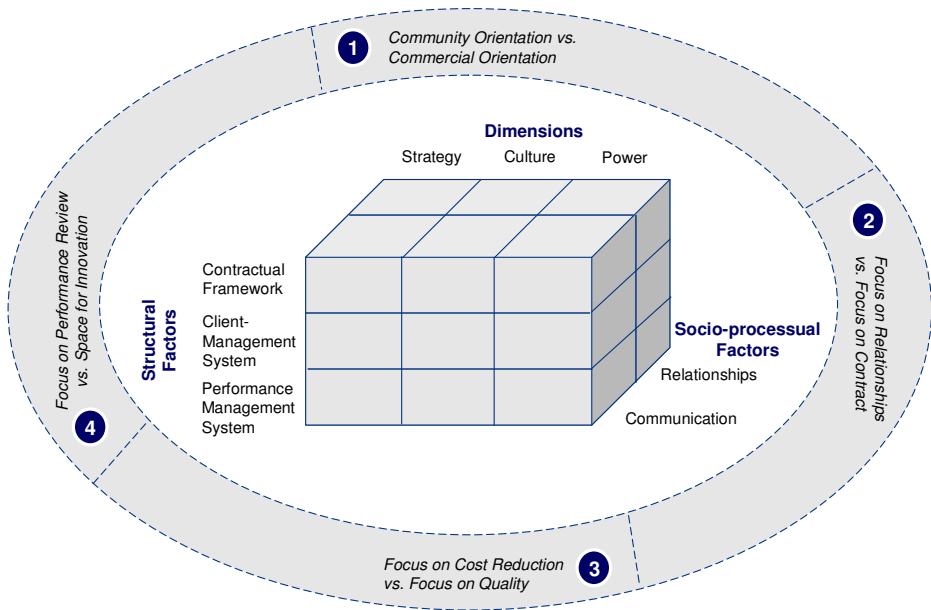 1
Community Orientation vs.
Commercial Orientation
Dimensions
Strategy
Culture
Power
2
Focus on Relationships
vs. Focus on Contract
Structural
Factors
Contractual
Framework
Client-
Management
System
Performance
Management
System
Socio-processual
Factors
Relationships
Communication
3
Focus on Cost Reduction
vs. Focus on Quality
4
Focus on Performance Review
vs. Space for Innovation